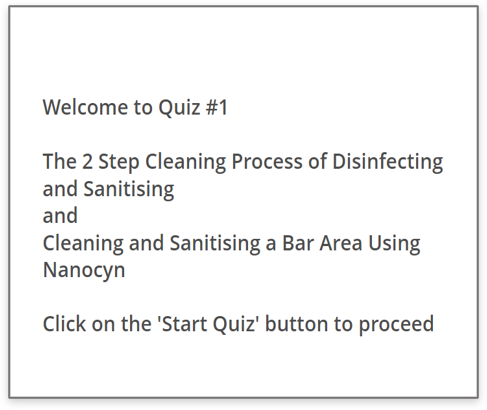 Welcome to Quiz #1
The 2 Step Cleaning Process of Disinfecting
and Sanitising
and
Cleaning and Sanitising a Bar Area Using
Nanocyn
Click on the 'Start Quiz' button to proceed